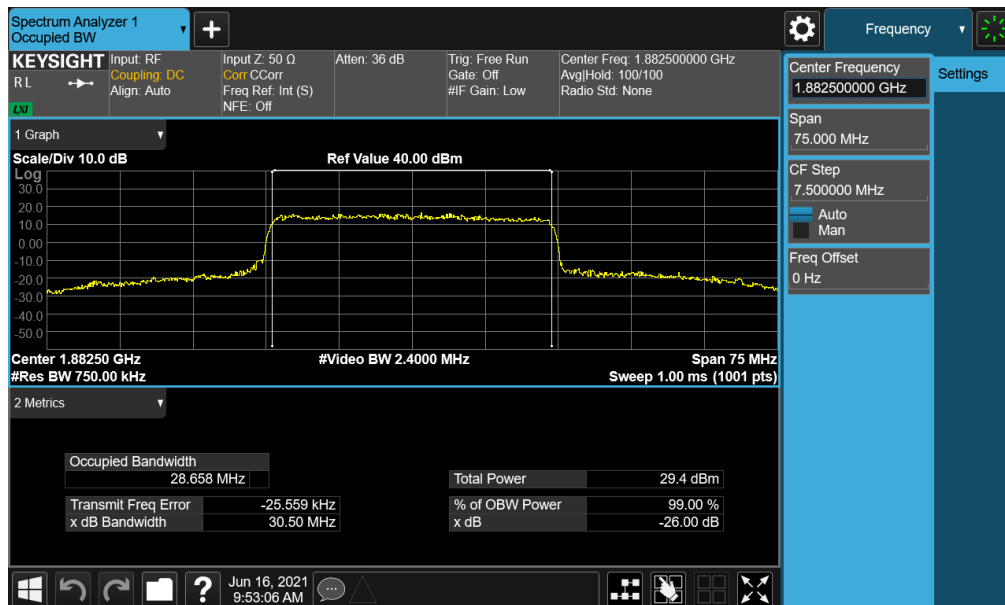 Spectrum Analyzer 1
Occupied BW
Frequency
KEYSIGHT
R L
LXI
Input: RF
Coupling: DC
Align: Auto
Input Z: 50 Ω
Corr CCorr
Freq Ref: Int (S)
NFE: Off
Atten: 36 dB
Trig: Free Run
Gate: Off
#IF Gain: Low
Center Freq: 1.882500000 GHz
Avg|Hold: 100/100
Radio Std: None
Center Frequency
1.882500000 GHz
Settings
Span
75.000 MHz
CF Step
7.500000 MHz
Auto
Man
Freq Offset
0 Hz
1 Graph
Scale/Div 10.0 dB
Ref Value 40.00 dBm
Log
30.0
20.0
10.0
0.00
-10.0
-20.0
-30.0
-40.0
-50.0
Center 1.88250 GHz
#Video BW 2.4000 MHz
Span 75 MHz
#Res BW 750.00 kHz
Sweep 1.00 ms (1001 pts)
2 Metrics
Occupied Bandwidth
28.658 MHz
Total Power 29.4 dBm
Transmit Freq Error -25.559 kHz
% of OBW Power 99.00 %
x dB Bandwidth 30.50 MHz
x dB -26.00 dB
?
Jun 16, 2021
9:53:06 AM